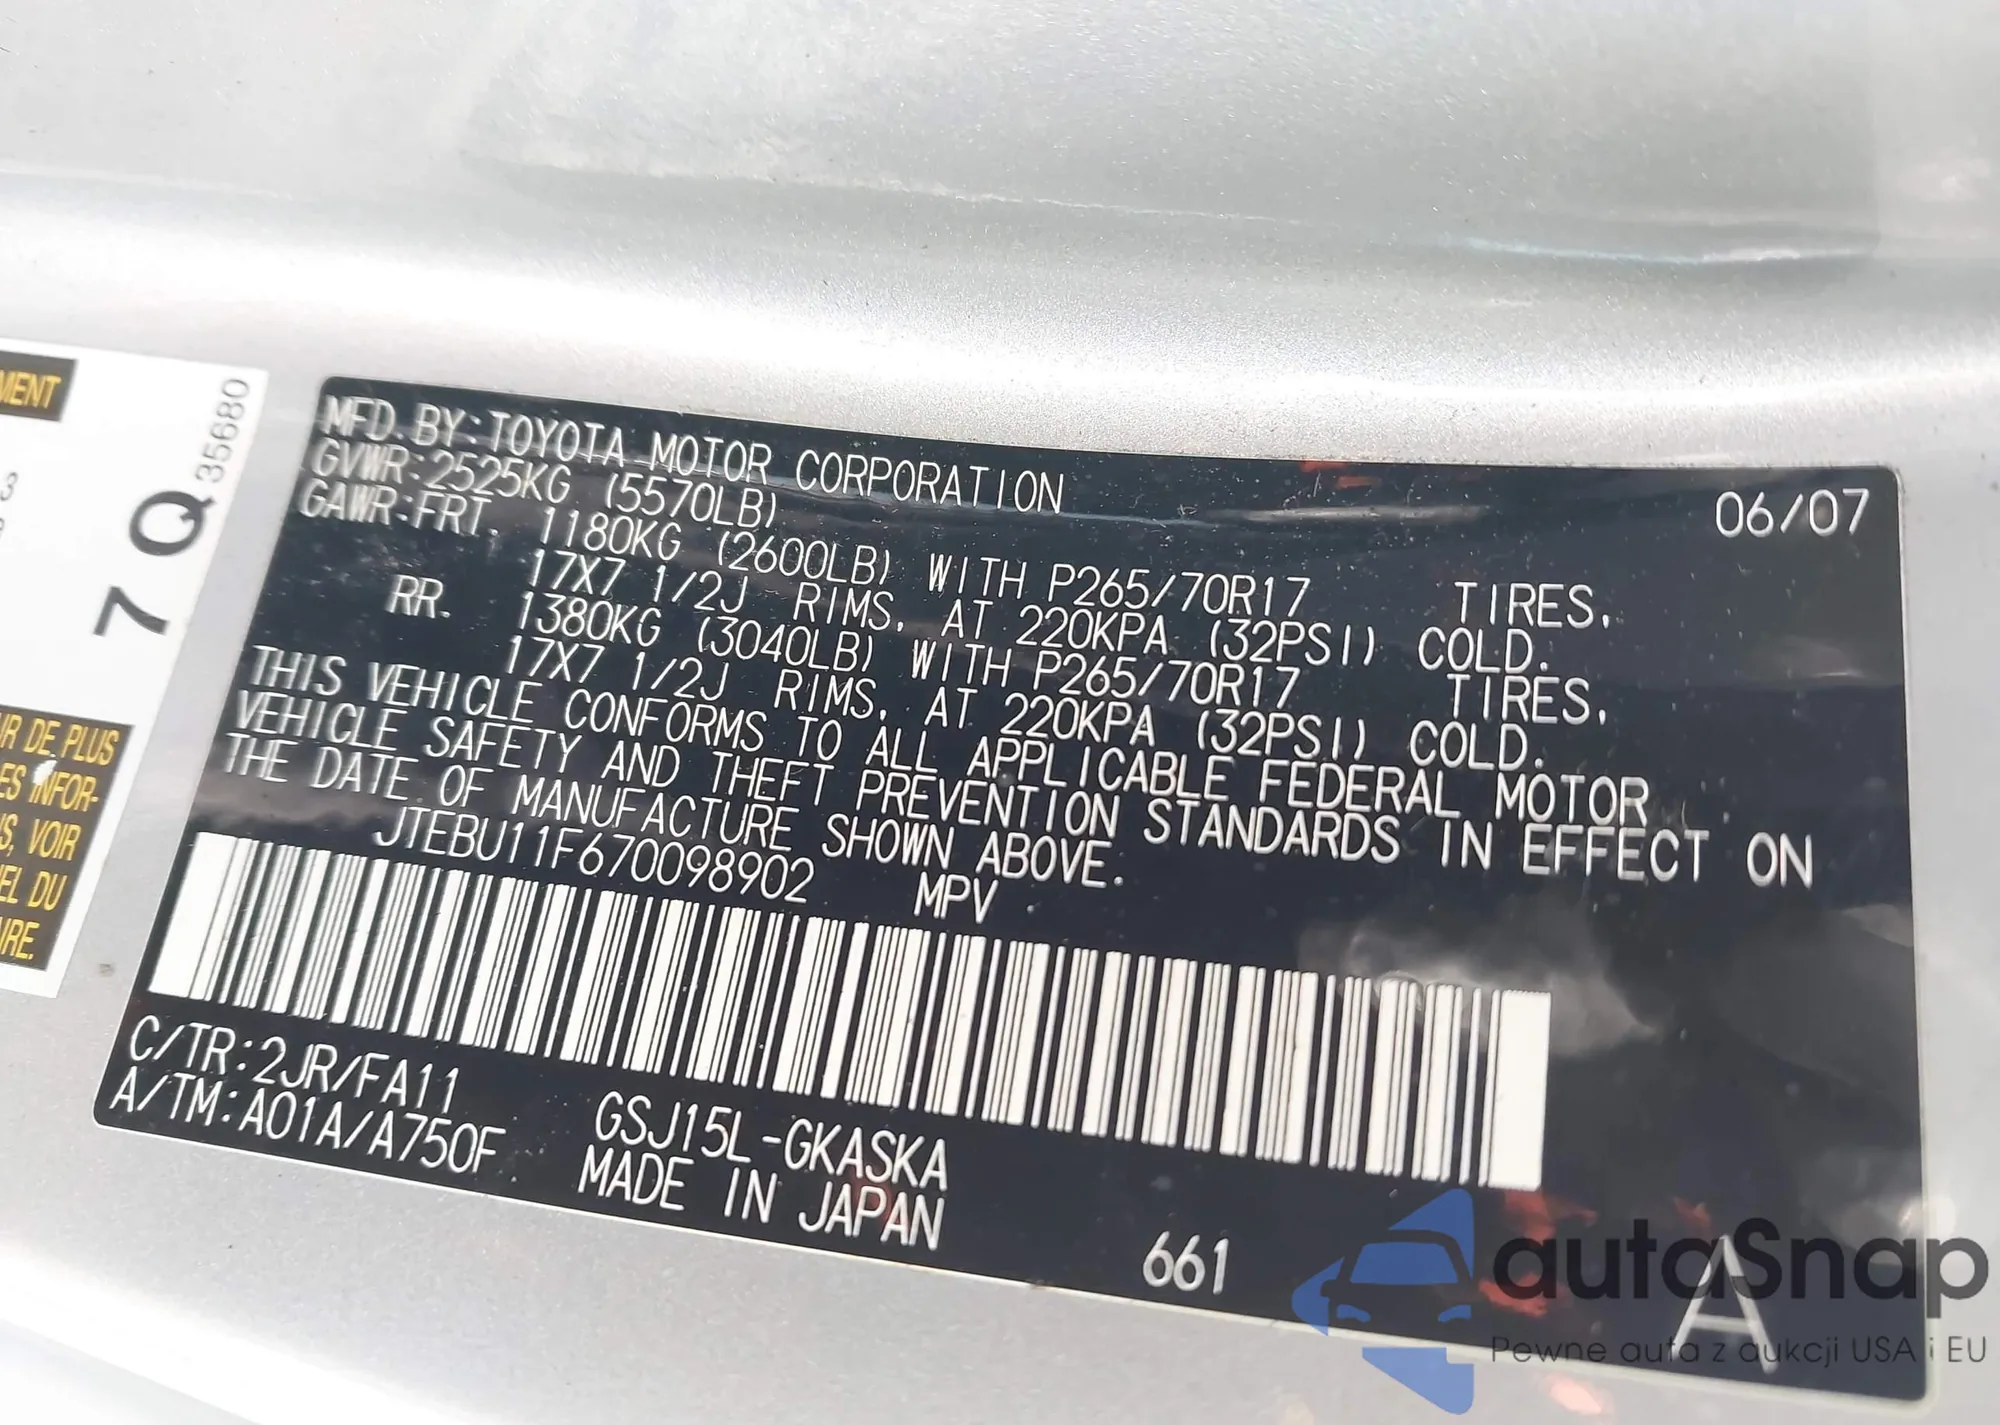 MENT
3
7 Q 35680
R DE PLUS
ES INFOR-
S, VOIR
EL DU
IRE.
MFD. BY: TOYOTA MOTOR CORPORATION 06/07
GVWR: 2525KG (5570LB)
GAWR: FRT. 1180KG (2600LB) WITH P265/70R17 TIRES,
17X7 1/2J RIMS, AT 220KPA (32PSI) COLD.
RR. 1380KG (3040LB) WITH P265/70R17 TIRES,
17X7 1/2J RIMS, AT 220KPA (32PSI) COLD.
THIS VEHICLE CONFORMS TO ALL APPLICABLE FEDERAL MOTOR
VEHICLE SAFETY AND THEFT PREVENTION STANDARDS IN EFFECT ON
THE DATE OF MANUFACTURE SHOWN ABOVE.
JTEBU11F670098902 MPV
C/TR: 2JR/FA11
A/TM: A01A/A750F
GSJ15L-GKASKA
MADE IN JAPAN
661
A
autaSnap
Pewne auta z aukcji USA i EU